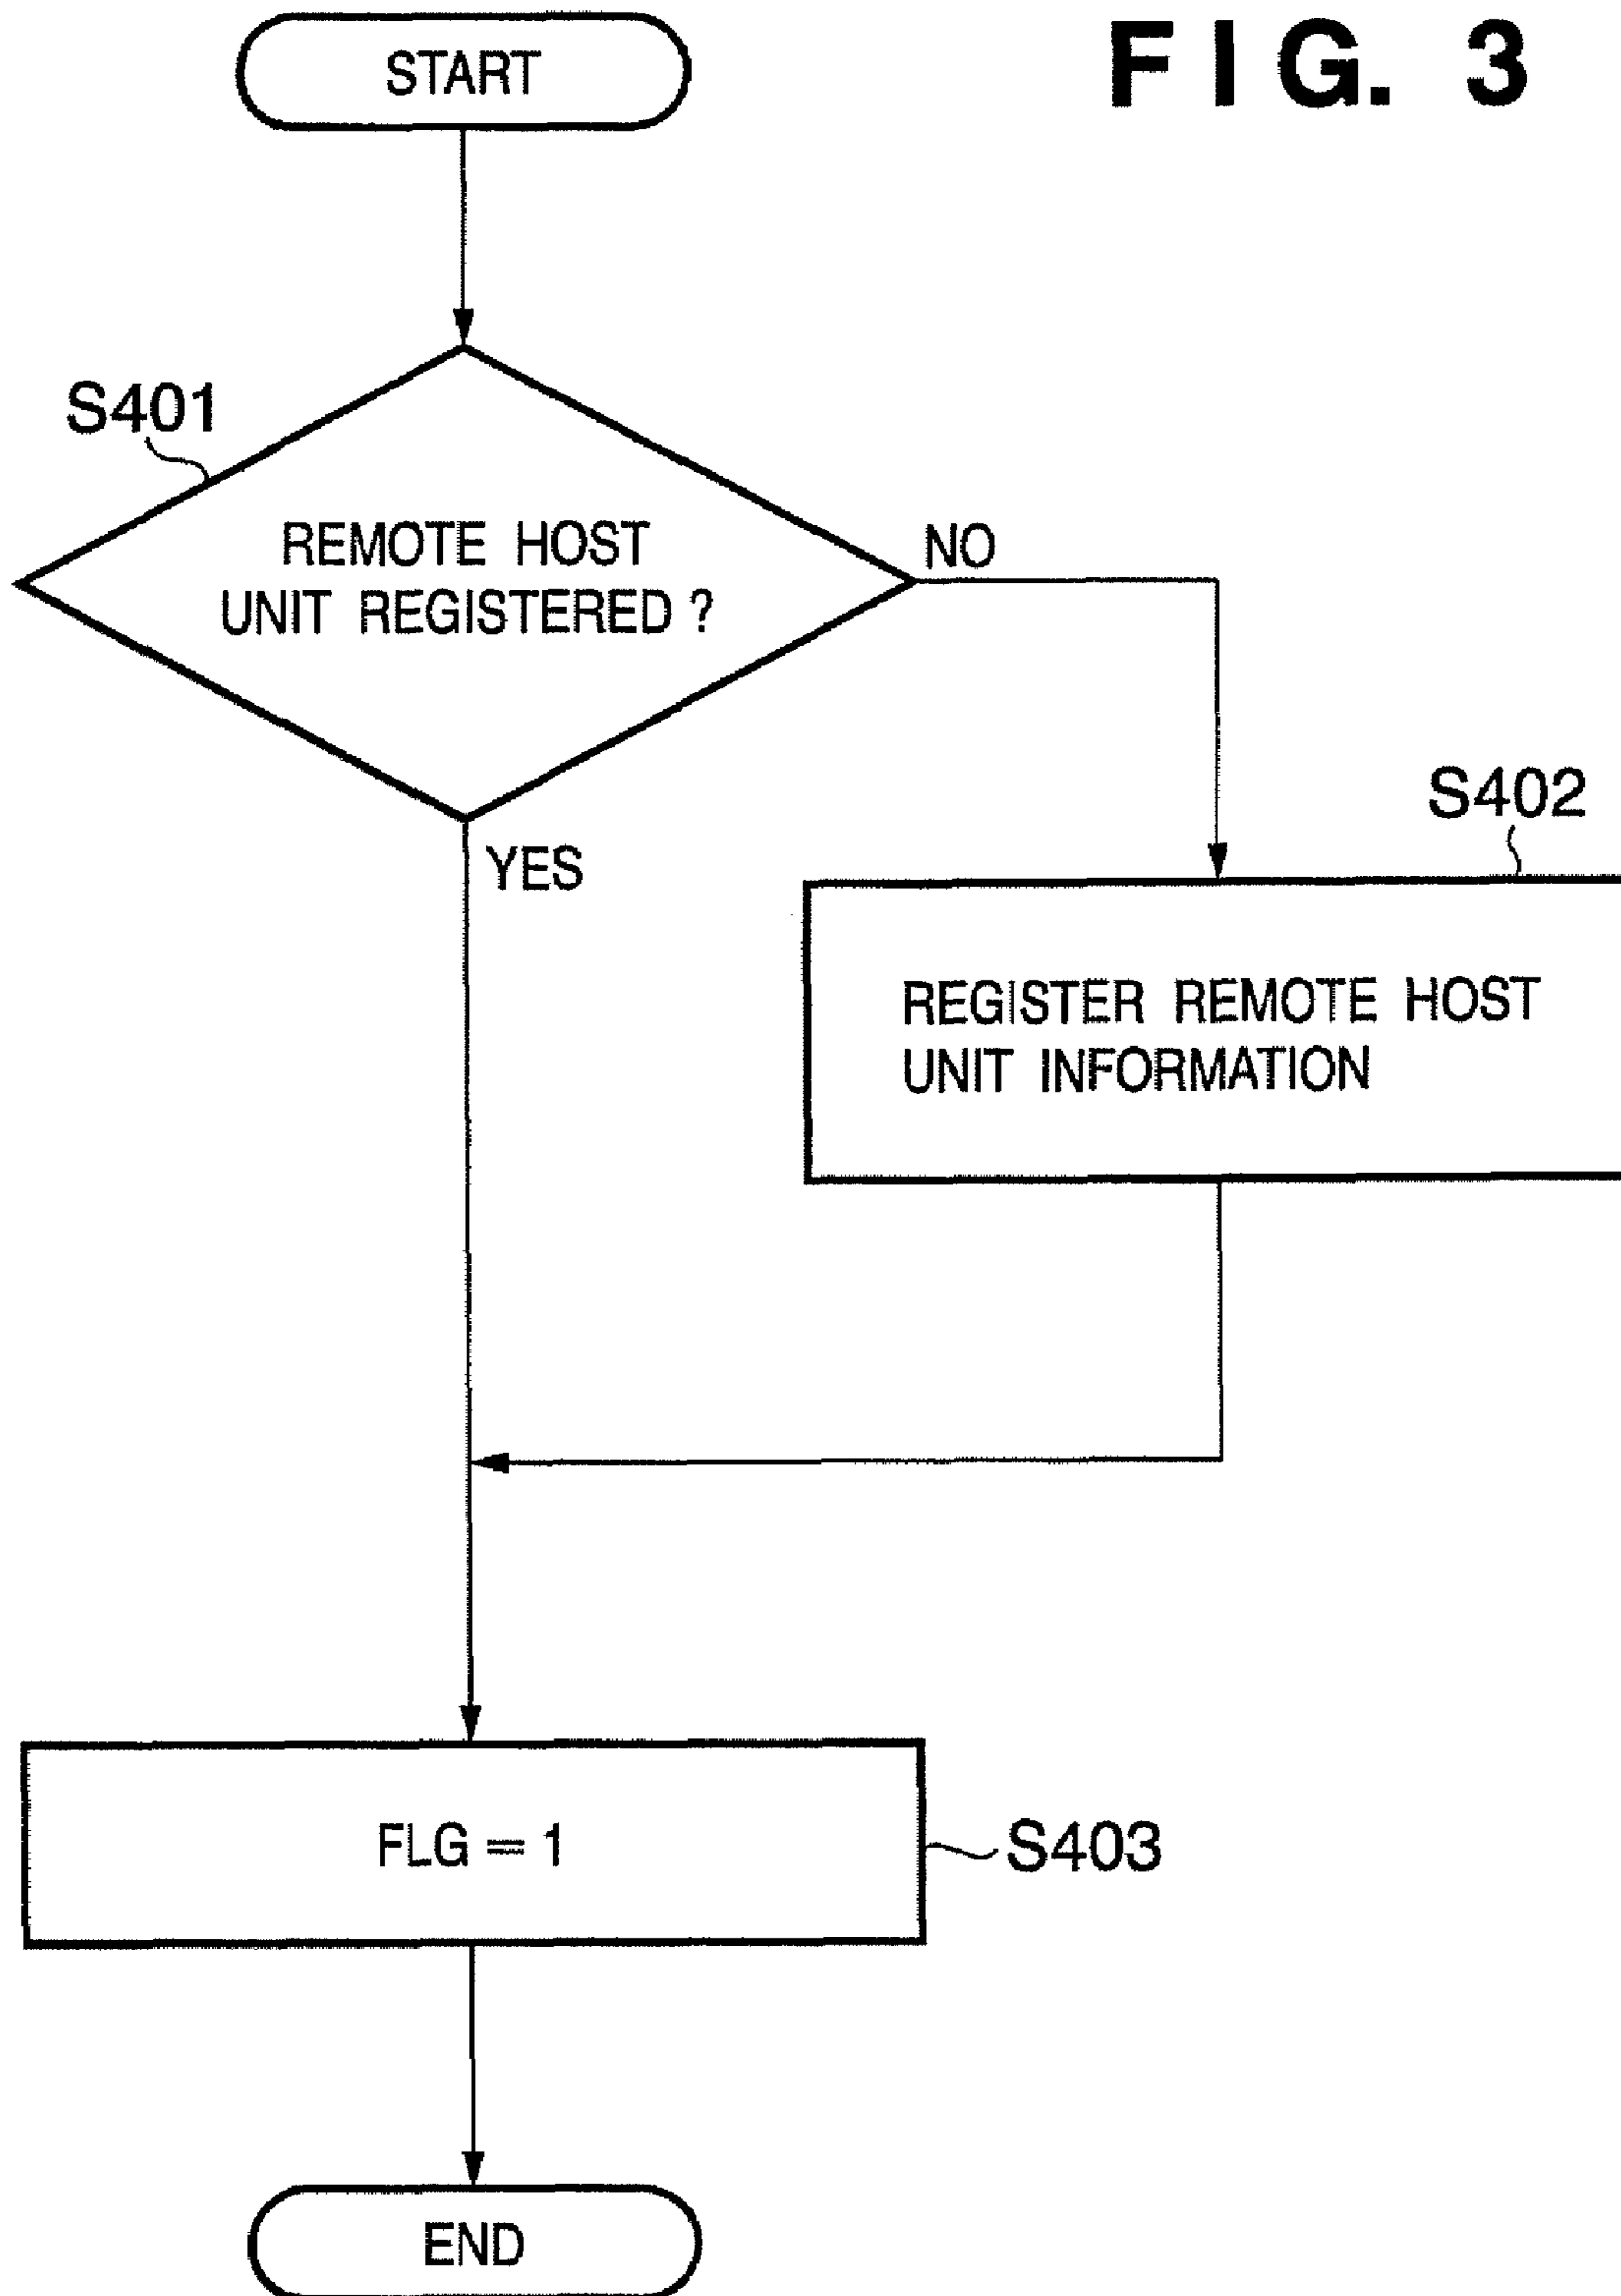 FIG. 3
START
S401
REMOTE HOST
UNIT REGISTERED ?
NO
YES
S402
REGISTER REMOTE HOST
UNIT INFORMATION
FLG = 1
S403
END